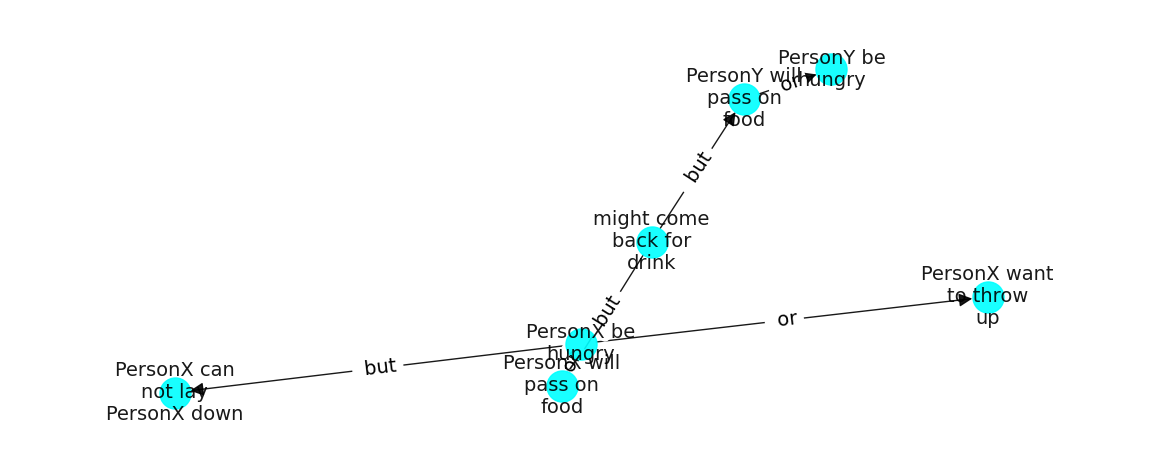 PersonY be
hungry
PersonY will
pass on
food
or
but
might come
back for
drink
but
PersonX want
to throw
up
or
PersonX be
hungry
or
PersonX will
pass on
food
but
PersonX can
not lay
PersonX down